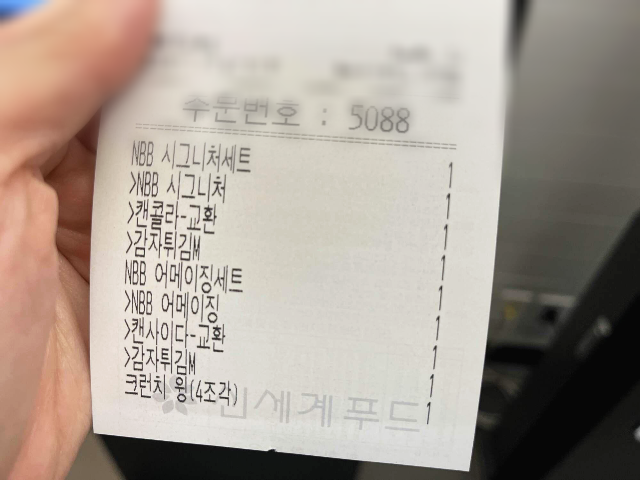 주문번호 : 5088
NBB 시그니처세트 1
>NBB 시그니처 1
>캔콜라-교환 1
>감자튀김M 1
NBB 어메이징세트 1
>NBB 어메이징 1
>캔사이다-교환 1
>감자튀김M 1
크런치 윙(4조각) 1
신세계푸드